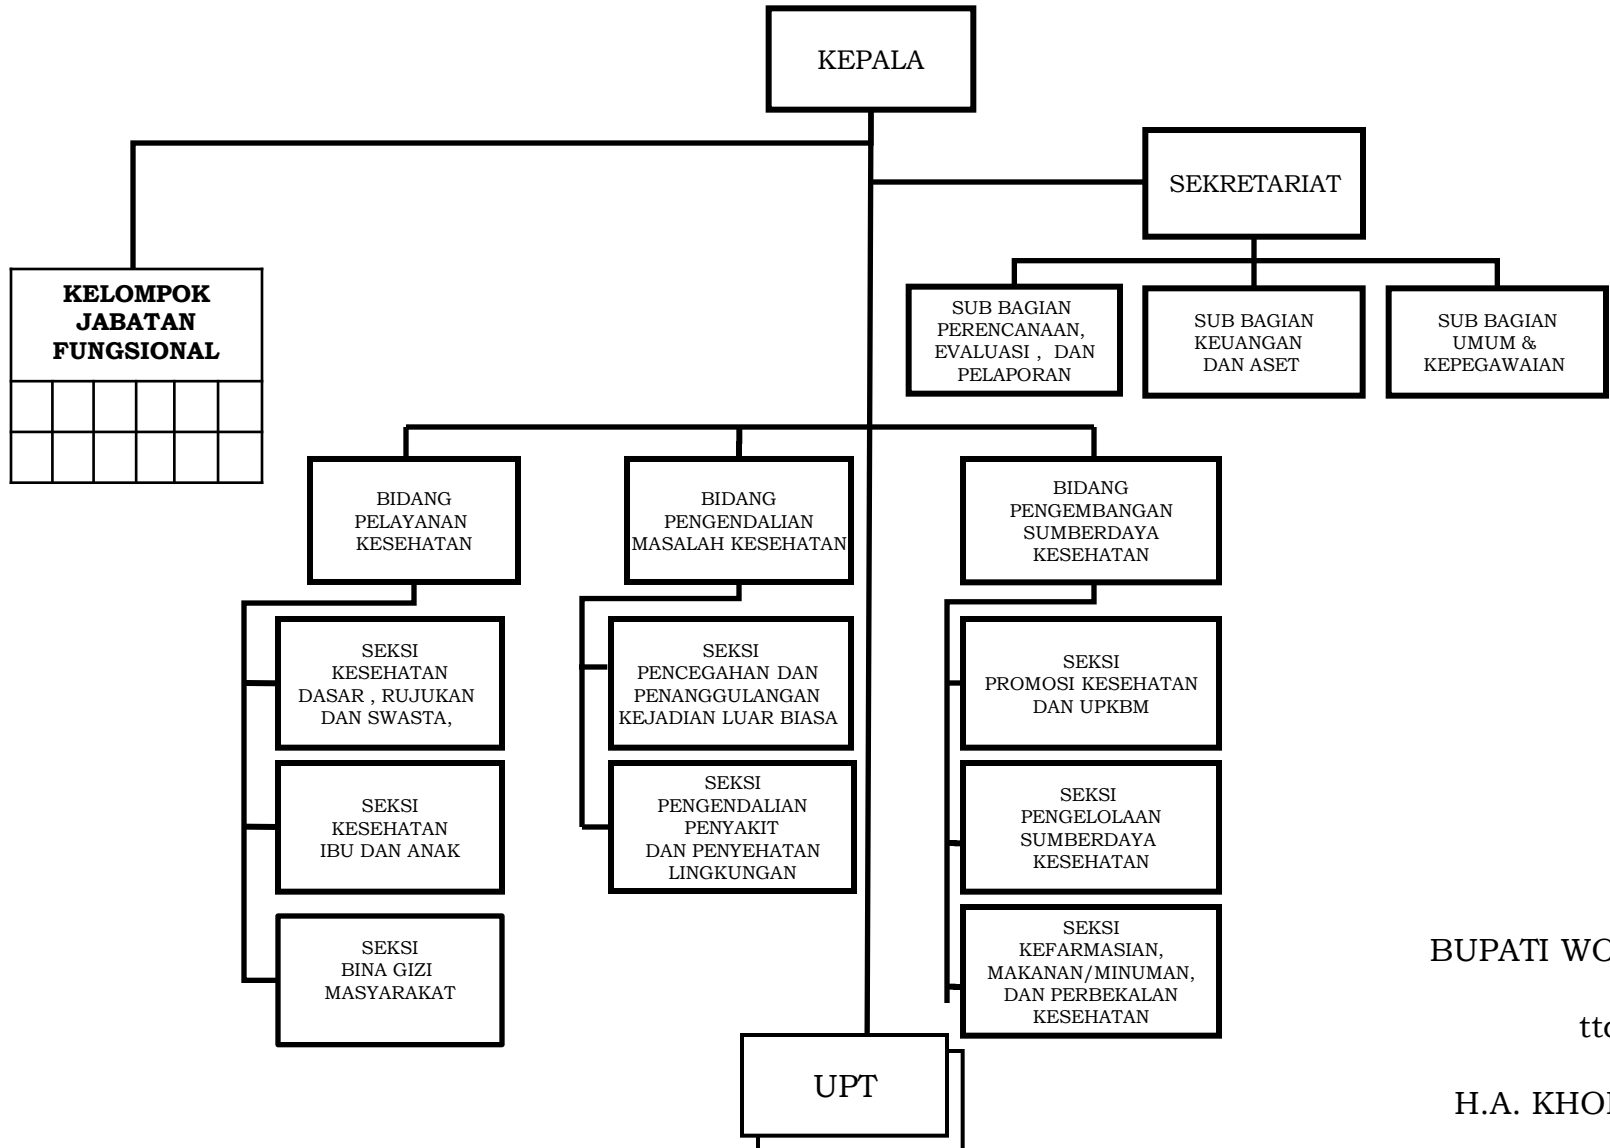 KEPALA
SEKRETARIAT
KELOMPOK
JABATAN
FUNGSIONAL
SUB BAGIAN
PERENCANAAN,
EVALUASI , DAN
PELAPORAN
SUB BAGIAN
KEUANGAN
DAN ASET
SUB BAGIAN
UMUM &
KEPEGAWAIAN
BIDANG
PELAYANAN
KESEHATAN
BIDANG
PENGENDALIAN
MASALAH KESEHATAN
BIDANG
PENGEMBANGAN
SUMBERDAYA
KESEHATAN
SEKSI
KESEHATAN
DASAR , RUJUKAN
DAN SWASTA,
SEKSI
PENCEGAHAN DAN
PENANGGULANGAN
KEJADIAN LUAR BIASA
SEKSI
PROMOSI KESEHATAN
DAN UPKBM
SEKSI
KESEHATAN
IBU DAN ANAK
SEKSI
PENGENDALIAN
PENYAKIT
DAN PENYEHATAN
LINGKUNGAN
SEKSI
PENGELOLAAN
SUMBERDAYA
KESEHATAN
SEKSI
BINA GIZI
MASYARAKAT
SEKSI
KEFARMASIAN,
MAKANAN/MINUMAN,
DAN PERBEKALAN
KESEHATAN
UPT
BUPATI
H.A.